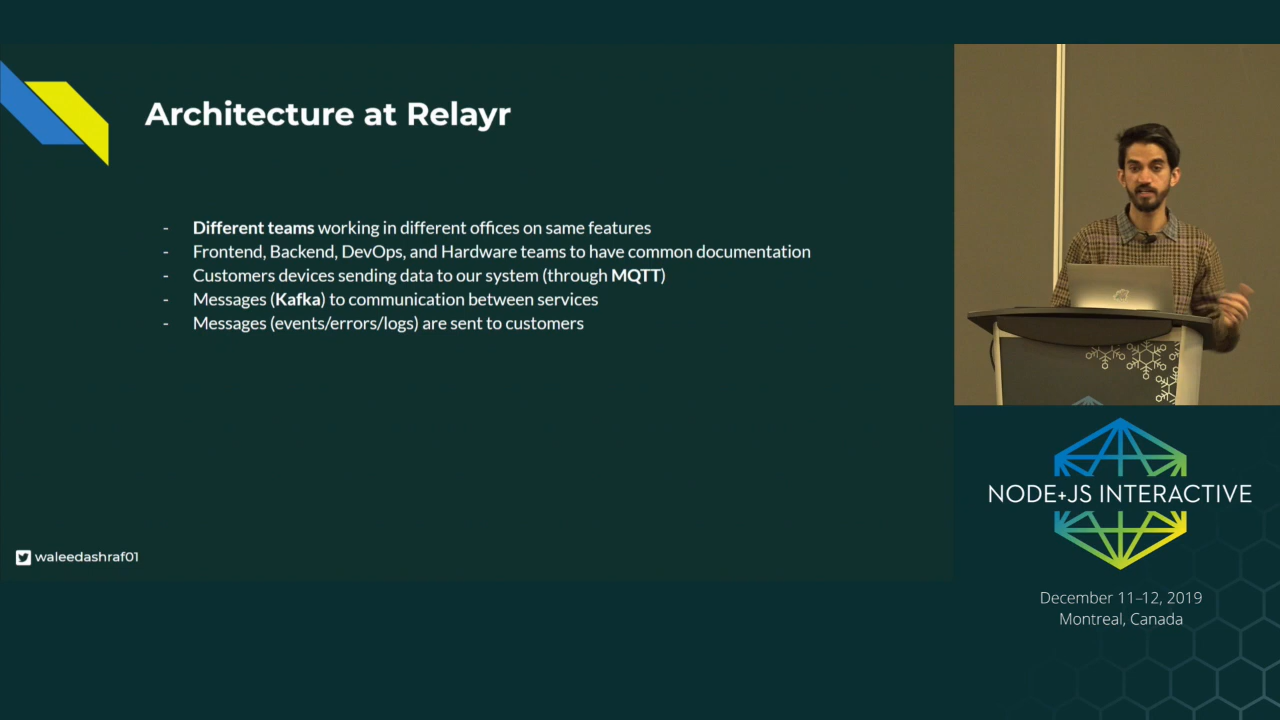 Architecture at Relayr
- Different teams working in different offices on same features
- Frontend, Backend, DevOps, and Hardware teams to have common documentation
- Customers devices sending data to our system (through MQTT)
- Messages (Kafka) to communication between services
- Messages (events/errors/logs) are sent to customers
waleedashraf01
NODE+JS INTERACTIVE
December 11–12, 2019
Montreal, Canada